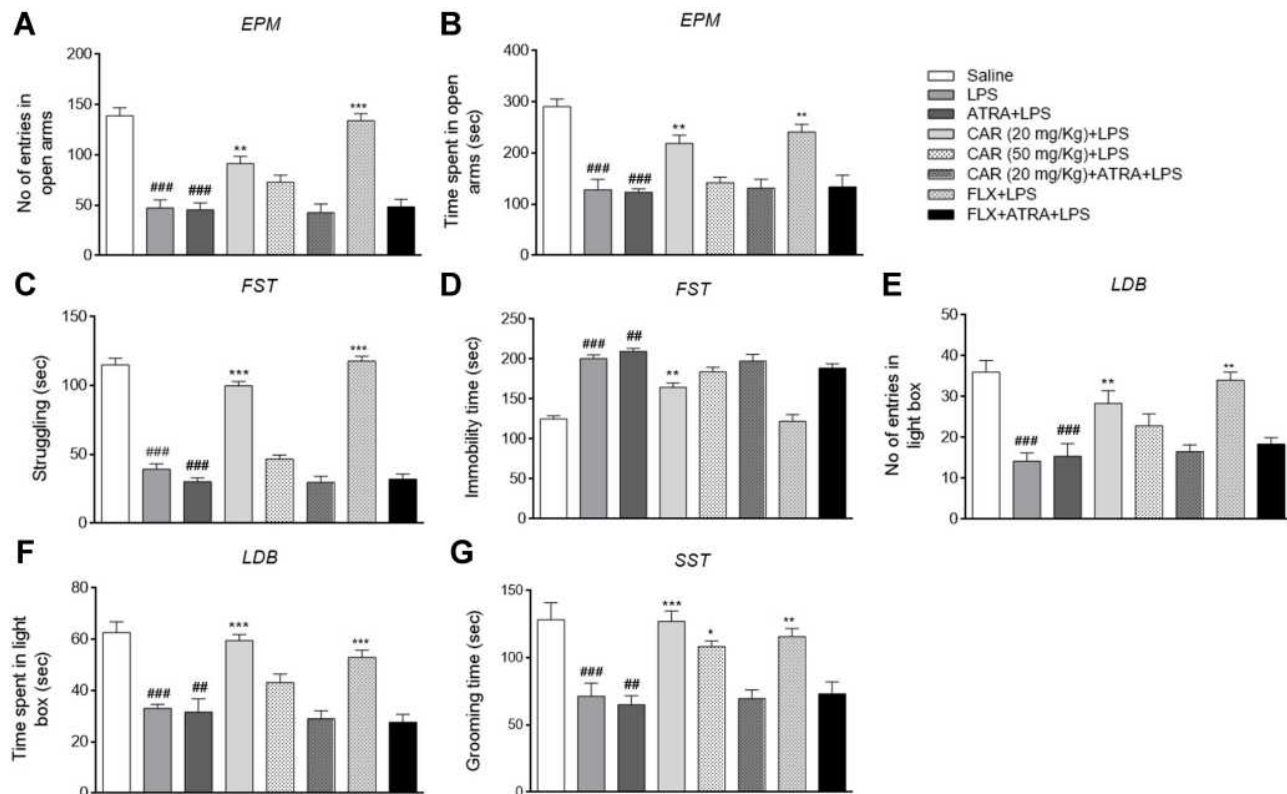 A
EPM
No of entries in
open arms
200
150
100
50
0
###
###
**
***
B
EPM
Time spent in open
arms (sec)
400
300
200
100
0
###
###
**
**
Saline
LPS
ATRA+LPS
CAR (20 mg/Kg)+LPS
CAR (50 mg/Kg)+LPS
CAR (20 mg/Kg)+ATRA+LPS
FLX+LPS
FLX+ATRA+LPS
C
FST
Struggling (sec)
150
100
50
0
###
###
***
***
D
FST
Immobility time (sec)
250
200
150
100
50
0
###
##
**
E
LDB
No of entries in
light box
50
40
30
20
10
0
###
###
**
**
F
LDB
Time spent in light
box (sec)
80
60
40
20
0
###
##
***
***
G
SST
Grooming time (sec)
150
100
50
0
###
##
***
*
**